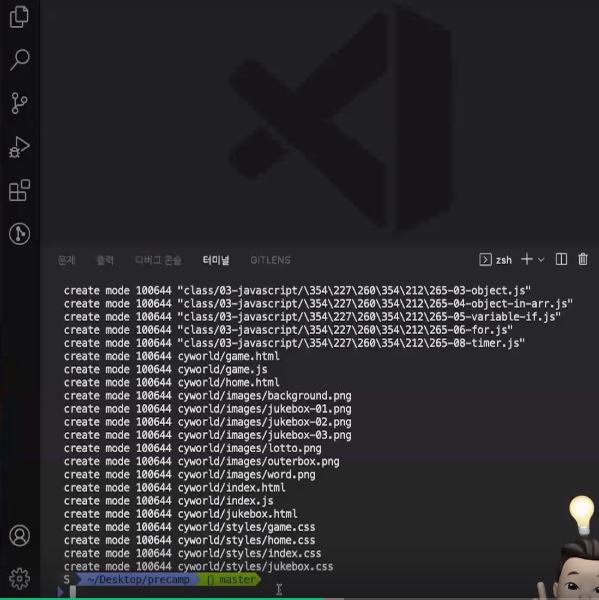 문제 출력 디버그 콘솔 터미널 GITLENS zsh
create mode 100644 "class/03-javascript/\354\227\260\354\212\265-03-object.js"
create mode 100644 "class/03-javascript/\354\227\260\354\212\265-04-object-in-arr.js"
create mode 100644 "class/03-javascript/\354\227\260\354\212\265-05-variable-if.js"
create mode 100644 "class/03-javascript/\354\227\260\354\212\265-06-for.js"
create mode 100644 "class/03-javascript/\354\227\260\354\212\265-08-timer.js"
create mode 100644 cyworld/game.html
create mode 100644 cyworld/game.js
create mode 100644 cyworld/home.html
create mode 100644 cyworld/images/background.png
create mode 100644 cyworld/images/jukebox-01.png
create mode 100644 cyworld/images/jukebox-02.png
create mode 100644 cyworld/images/jukebox-03.png
create mode 100644 cyworld/images/lotto.png
create mode 100644 cyworld/images/outerbox.png
create mode 100644 cyworld/images/word.png
create mode 100644 cyworld/index.html
create mode 100644 cyworld/index.js
create mode 100644 cyworld/jukebox.html
create mode 100644 cyworld/styles/game.css
create mode 100644 cyworld/styles/home.css
create mode 100644 cyworld/styles/index.css
create mode 100644 cyworld/styles/jukebox.css
S ~/Desktop/precamp master